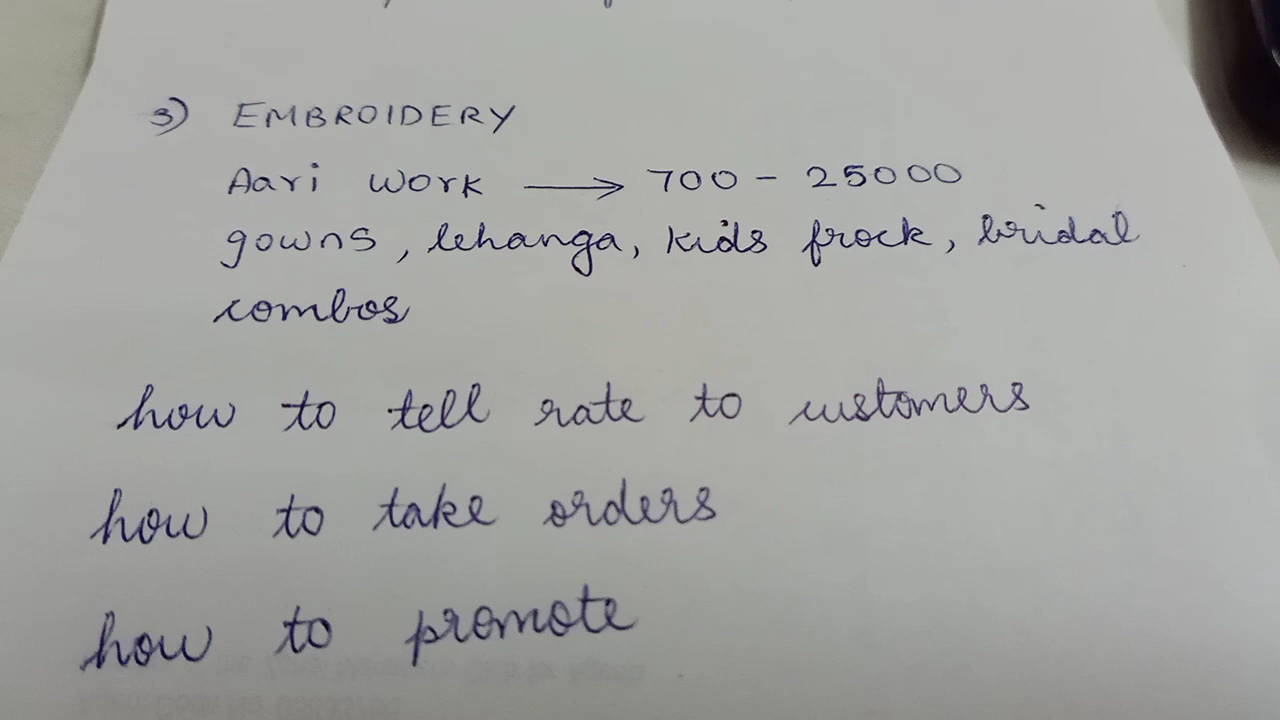 3) EMBROIDERY
Aari work → 700 - 25000
gowns, lehanga, kids frock, bridal
combos
how to tell rate to customers
how to take orders
how to promote